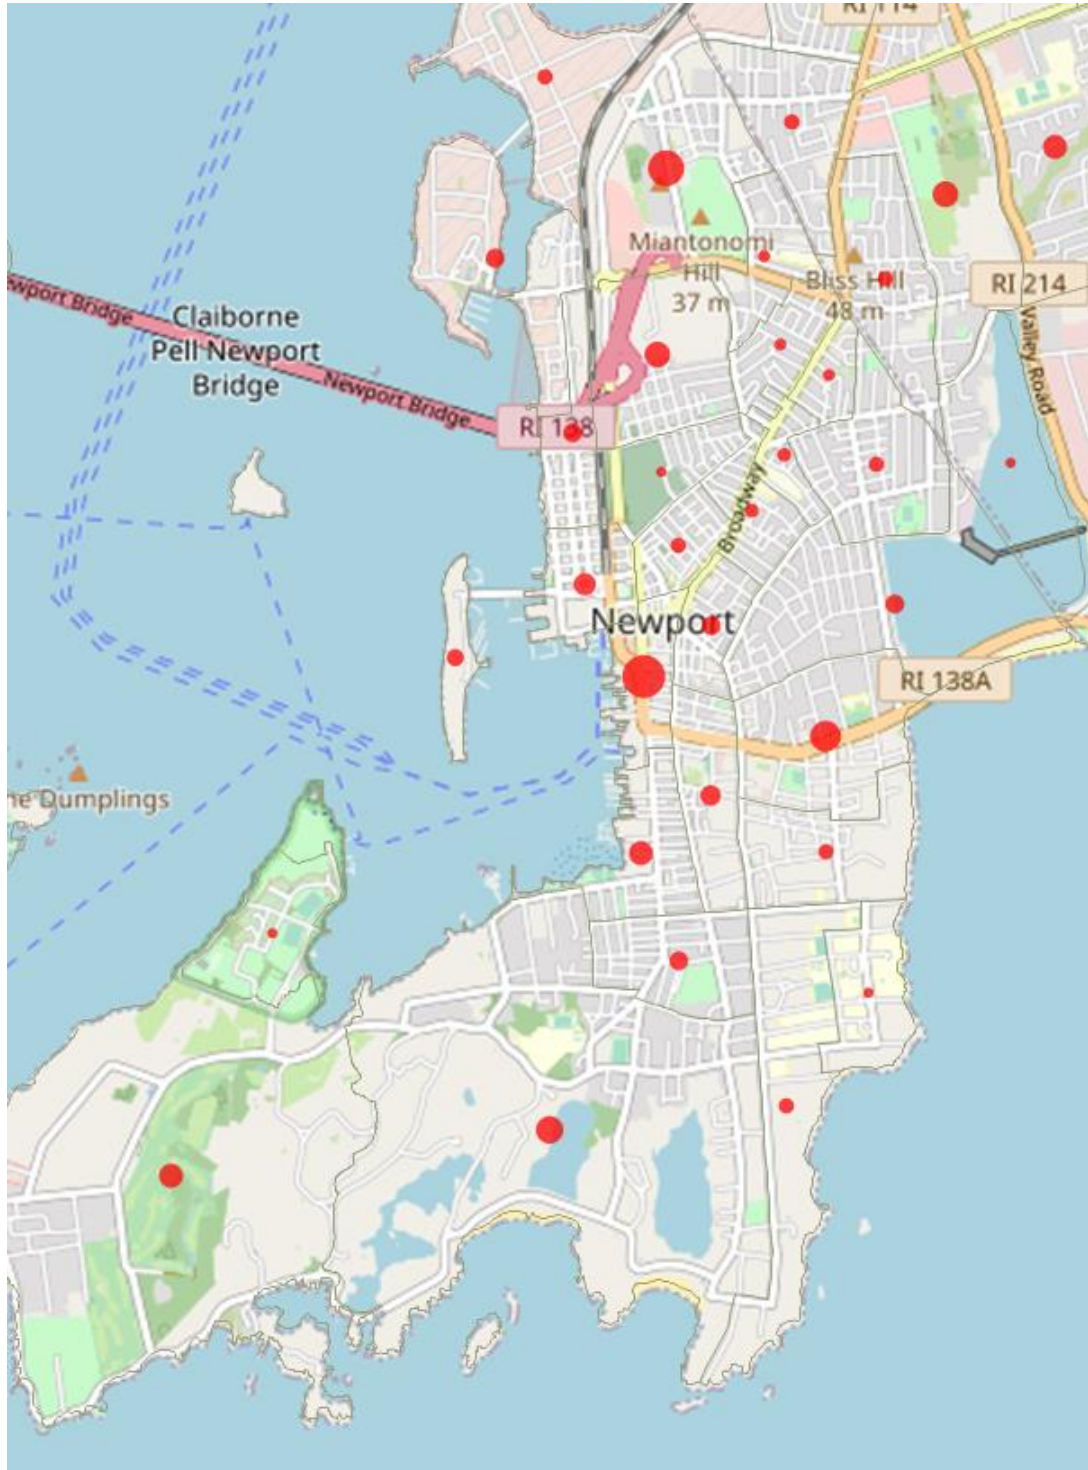 RI 114
Miantonomi
Hill
37 m
Bliss Hill
48 m
RI 214
Valley Road
Newport Bridge
Claiborne
Pell Newport
Bridge
Newport Bridge
RI 138
Broadway
Newport
RI 138A
Dumplings